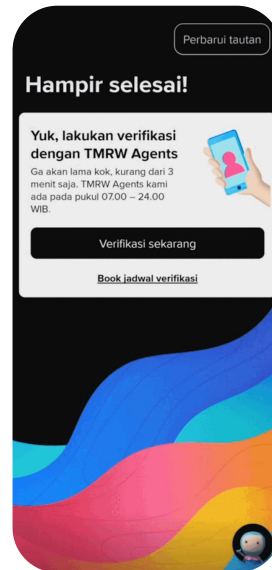 Perbarui tautan
Hampir selesai!
Yuk, lakukan verifikasi
dengan TMRW Agents
Ga akan lama kok, kurang dari 3
menit saja. TMRW Agents kami
ada pada pukul 07.00 – 24.00
WIB.
Verifikasi sekarang
Book jadwal verifikasi